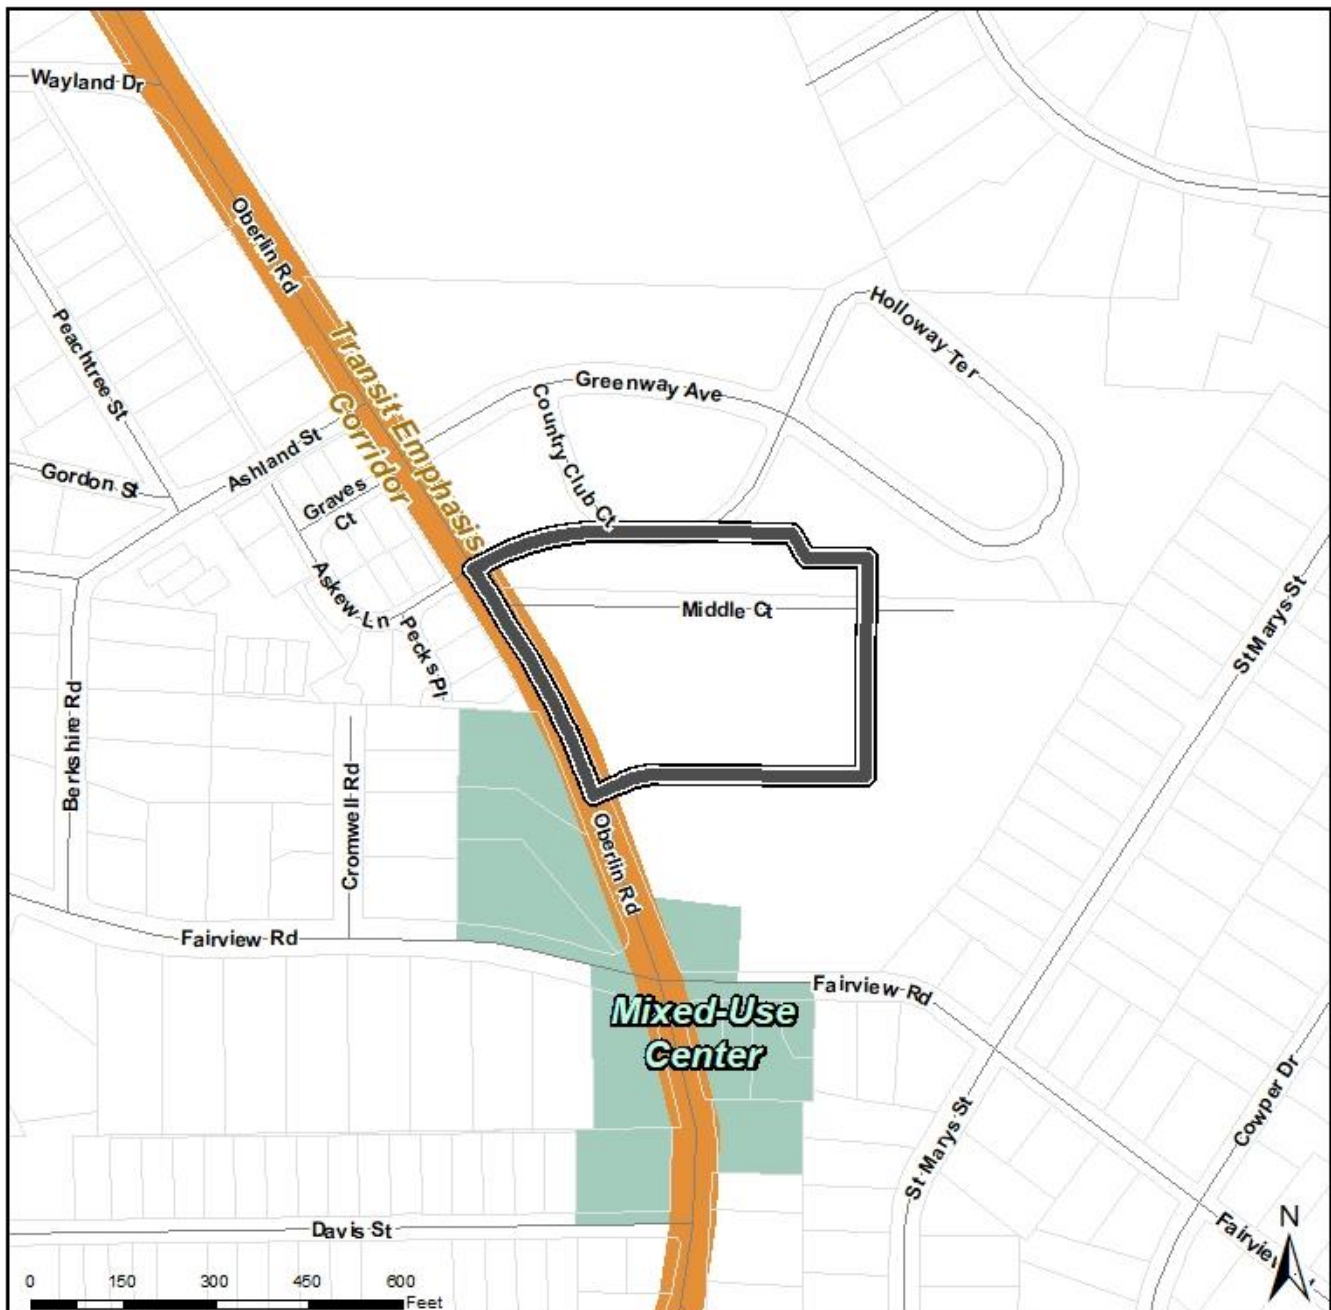 Wayland Dr
Oberlin Rd
Peachtree St
Transit Emphasis
Corridor
Holloway Ter
Greenway Ave
Country Club Ct
Ashland St
Gordon St
Graves
Ct
Askew Ln
Pecks Pl
Middle Ct
St Marys St
Berkshire Rd
Cromwell Rd
Oberlin Rd
Fairview Rd
Fairview Rd
Mixed-Use
Center
Cowper Dr
St Marys St
Davis St
Fairview
N
0 150 300 450 600
Feet